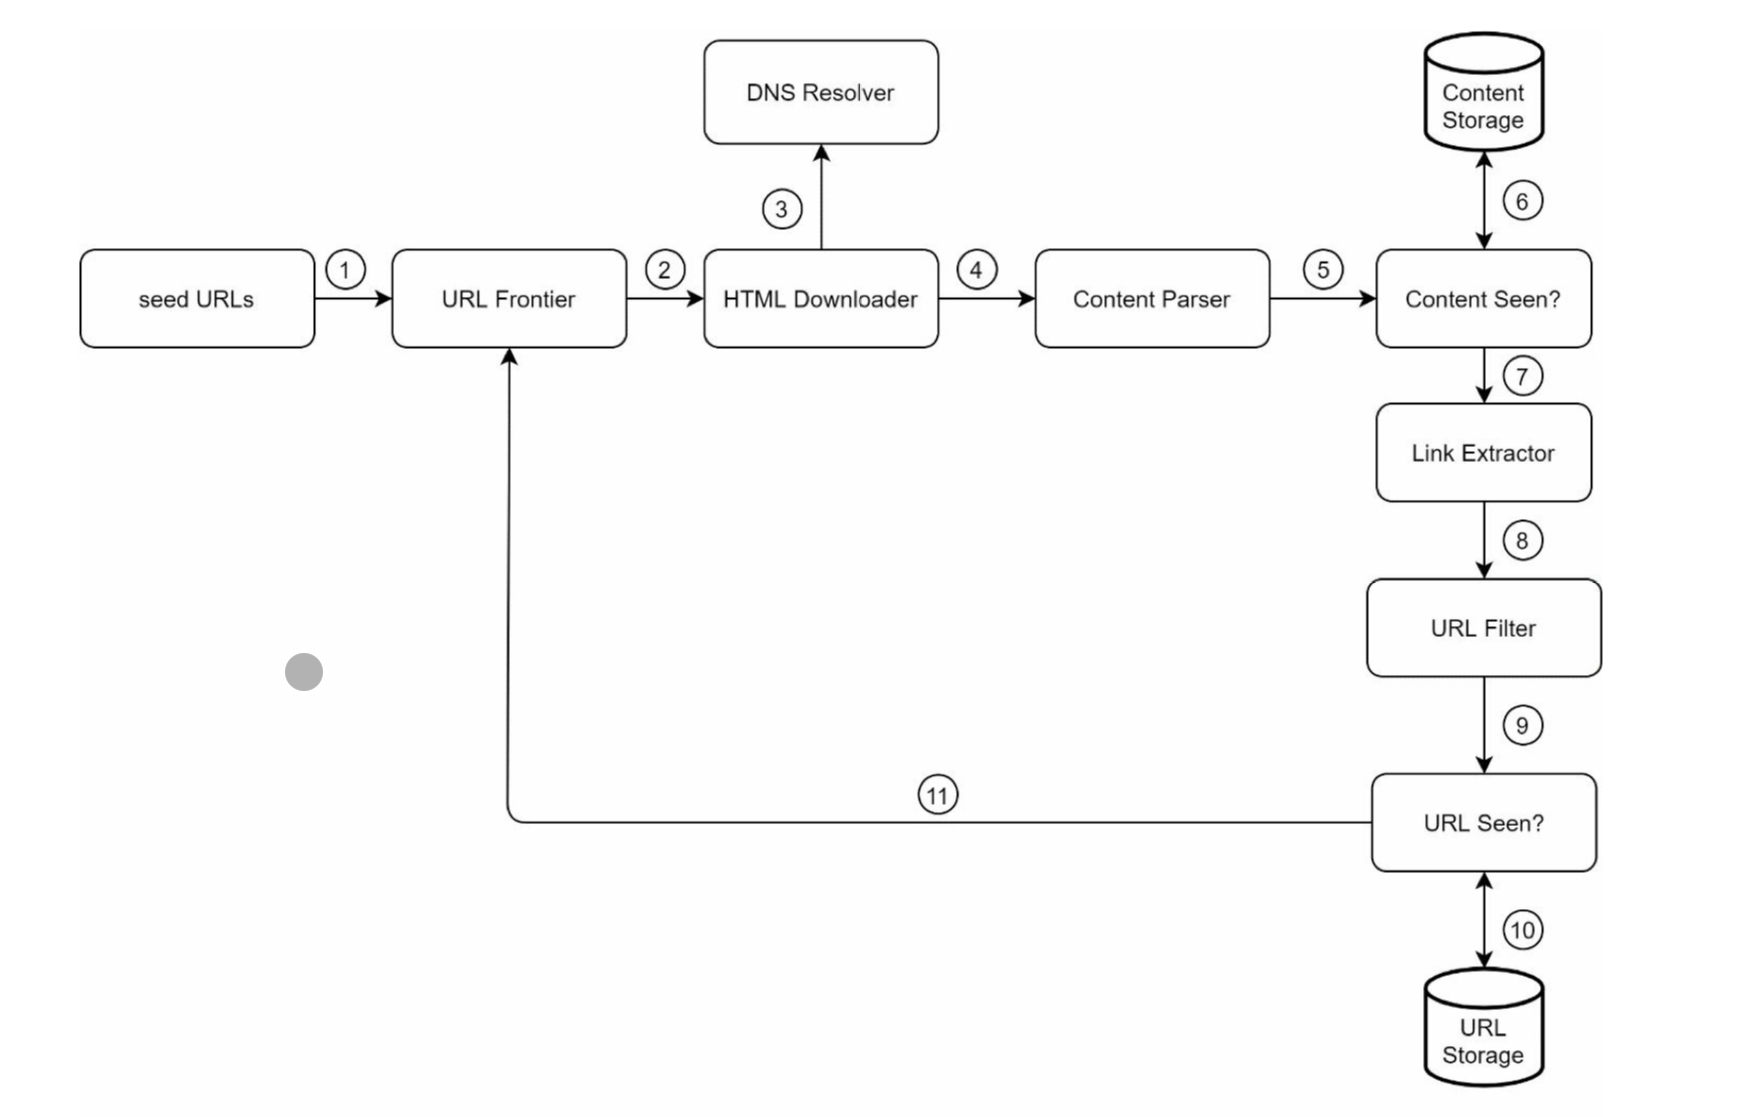 DNS Resolver
Content
Storage
3
6
1
2
4
5
seed URLs
URL Frontier
HTML Downloader
Content Parser
Content Seen?
7
Link Extractor
8
URL Filter
9
11
URL Seen?
10
URL
Storage